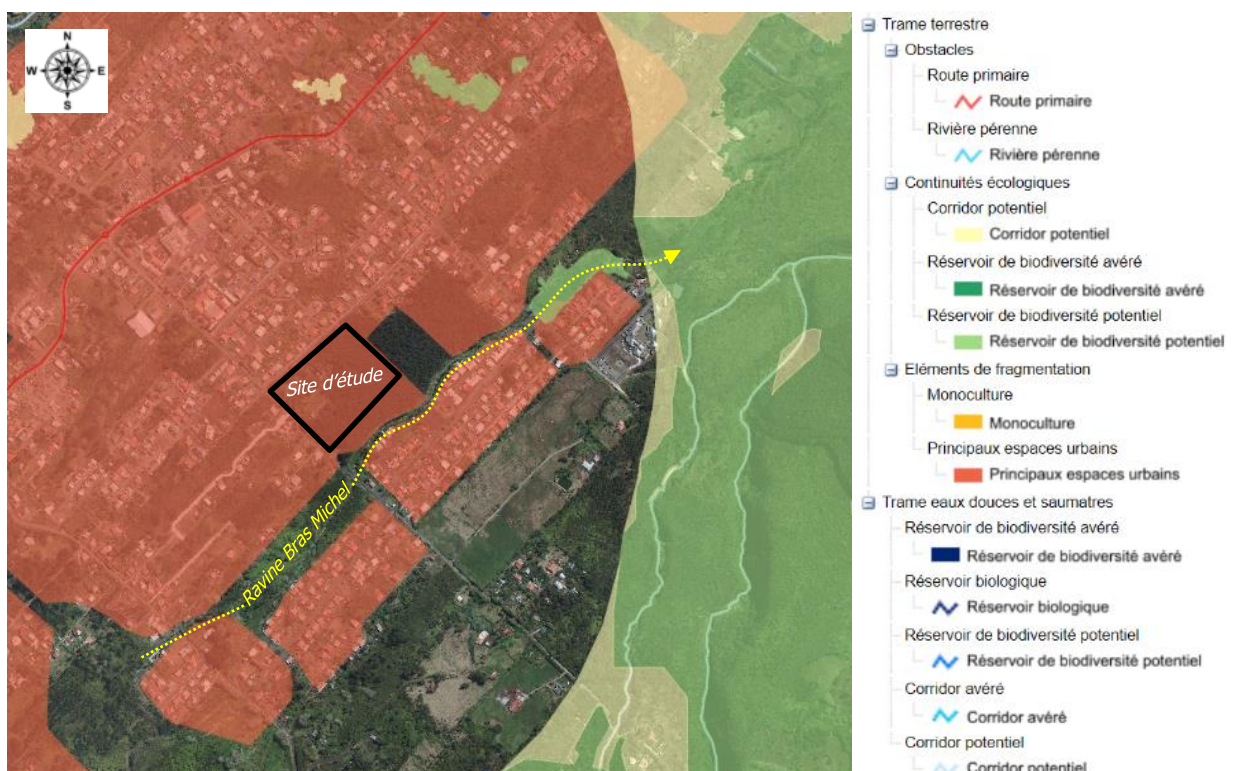 N
W E
S
Site d'étude
Ravine Bras Michel
Trame terrestre
Obstacles
Route primaire
Route primaire
Rivière pérenne
Rivière pérenne
Continuités écologiques
Corridor potentiel
Corridor potentiel
Réservoir de biodiversité avéré
Réservoir de biodiversité avéré
Réservoir de biodiversité potentiel
Réservoir de biodiversité potentiel
Eléments de fragmentation
Monoculture
Monoculture
Principaux espaces urbains
Principaux espaces urbains
Trame eaux douces et saumatres
Réservoir de biodiversité avéré
Réservoir de biodiversité avéré
Réservoir biologique
Réservoir biologique
Réservoir de biodiversité potentiel
Réservoir de biodiversité potentiel
Corridor avéré
Corridor avéré
Corridor potentiel
Corridor potentiel